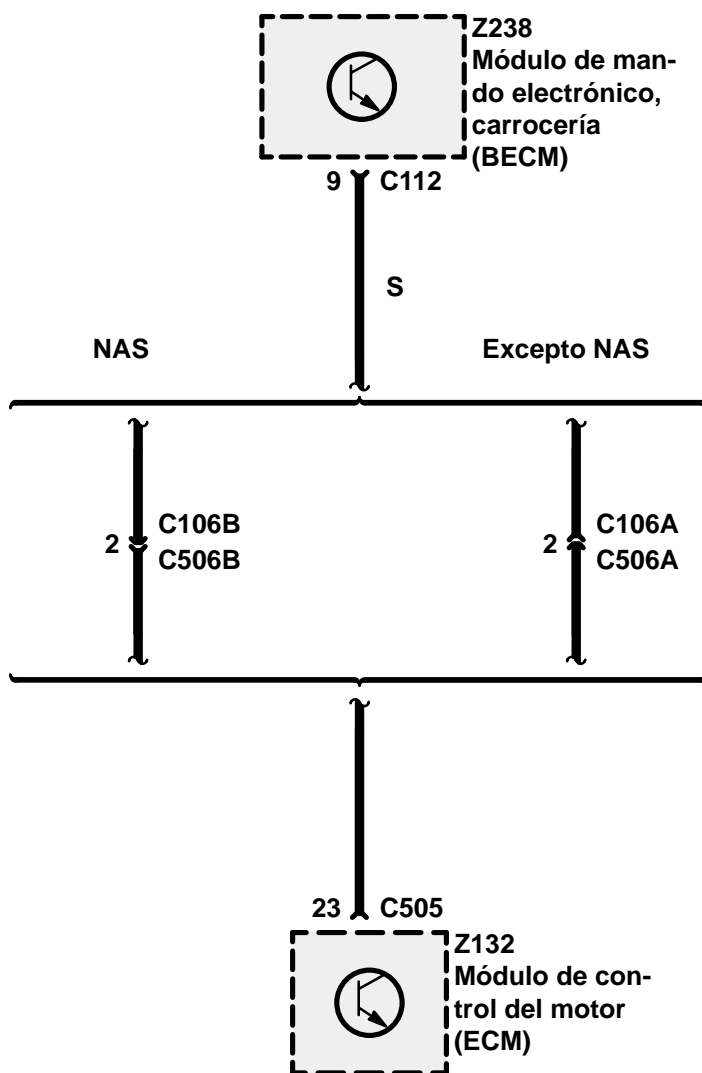 Z238
Módulo de man-
do electrónico,
carrocería
(BECM)
9 C112
S
NAS Excepto NAS
2 C106B
C506B
2 C106A
C506A
23 C505
Z132
Módulo de con-
trol del motor
(ECM)